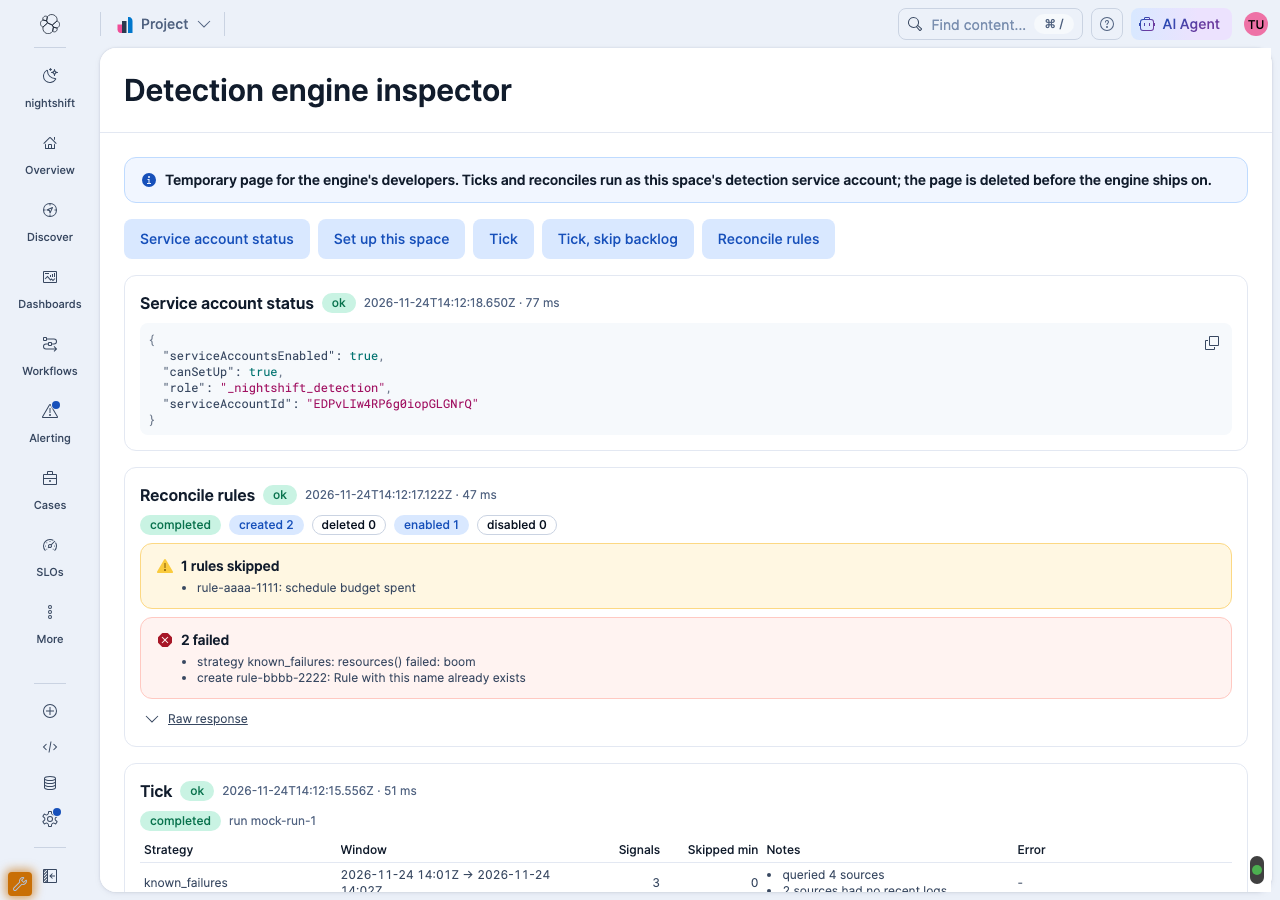 Project
Find content...
⌘ /
AI Agent
TU
nightshift
Overview
Discover
Dashboards
Workflows
Alerting
Cases
SLOs
More
Detection engine inspector
Temporary page for the engine's developers. Ticks and reconciles run as this space's detection service account; the page is deleted before the engine ships on.
Service account status
Set up this space
Tick
Tick, skip backlog
Reconcile rules
Service account status ok 2026-11-24T14:12:18.650Z · 77 ms
{
"serviceAccountsEnabled": true,
"canSetUp": true,
"role": "_nightshift_detection",
"serviceAccountId": "EDPvLIw4RP6g0iopGLGNrQ"
}
Reconcile rules ok 2026-11-24T14:12:17.122Z · 47 ms
completed created 2 deleted 0 enabled 1 disabled 0
1 rules skipped
• rule-aaaa-1111: schedule budget spent
2 failed
• strategy known_failures: resources() failed: boom
• create rule-bbbb-2222: Rule with this name already exists
Raw response
Tick ok 2026-11-24T14:12:15.556Z · 51 ms
completed run mock-run-1
Strategy Window Signals Skipped min Notes Error
known_failures 2026-11-24 14:01Z → 2026-11-24 14:02Z 3 0 • queried 4 sources -
• 2 sources had no recent logs